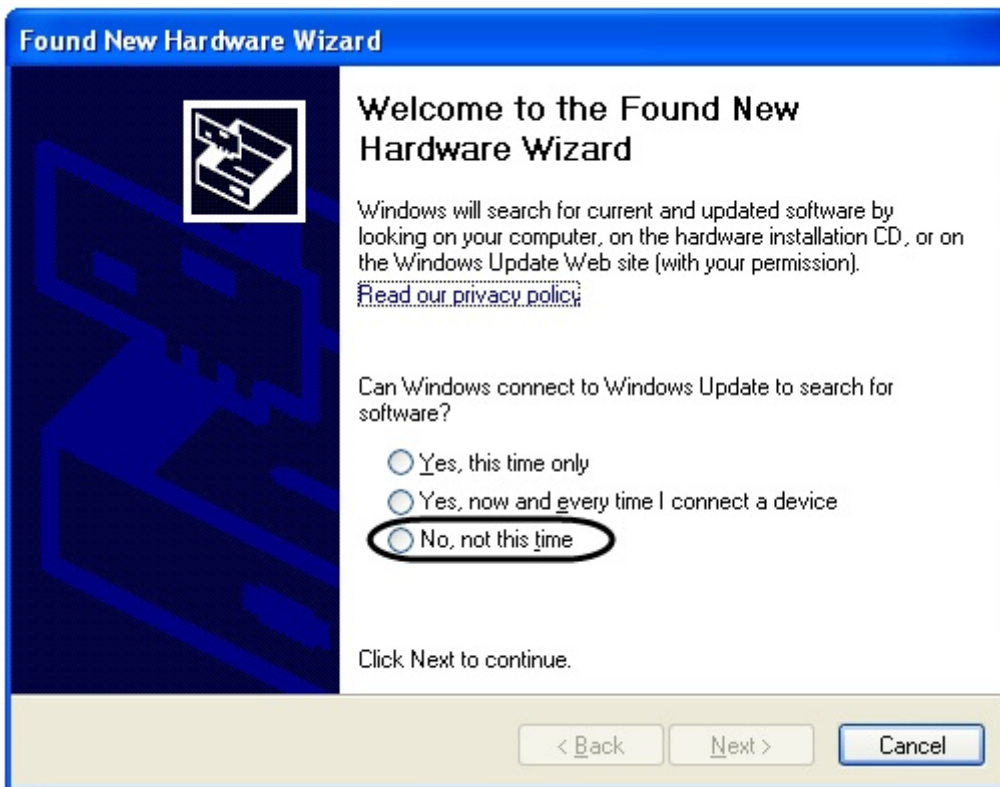 Found New Hardware Wizard
Welcome to the Found New
Hardware Wizard
Windows will search for current and updated software by
looking on your computer, on the hardware installation CD, or on
the Windows Update Web site (with your permission).
Read our privacy policy
Can Windows connect to Windows Update to search for
software?
Yes, this time only
Yes, now and every time I connect a device
No, not this time
Click Next to continue.
< Back Next > Cancel